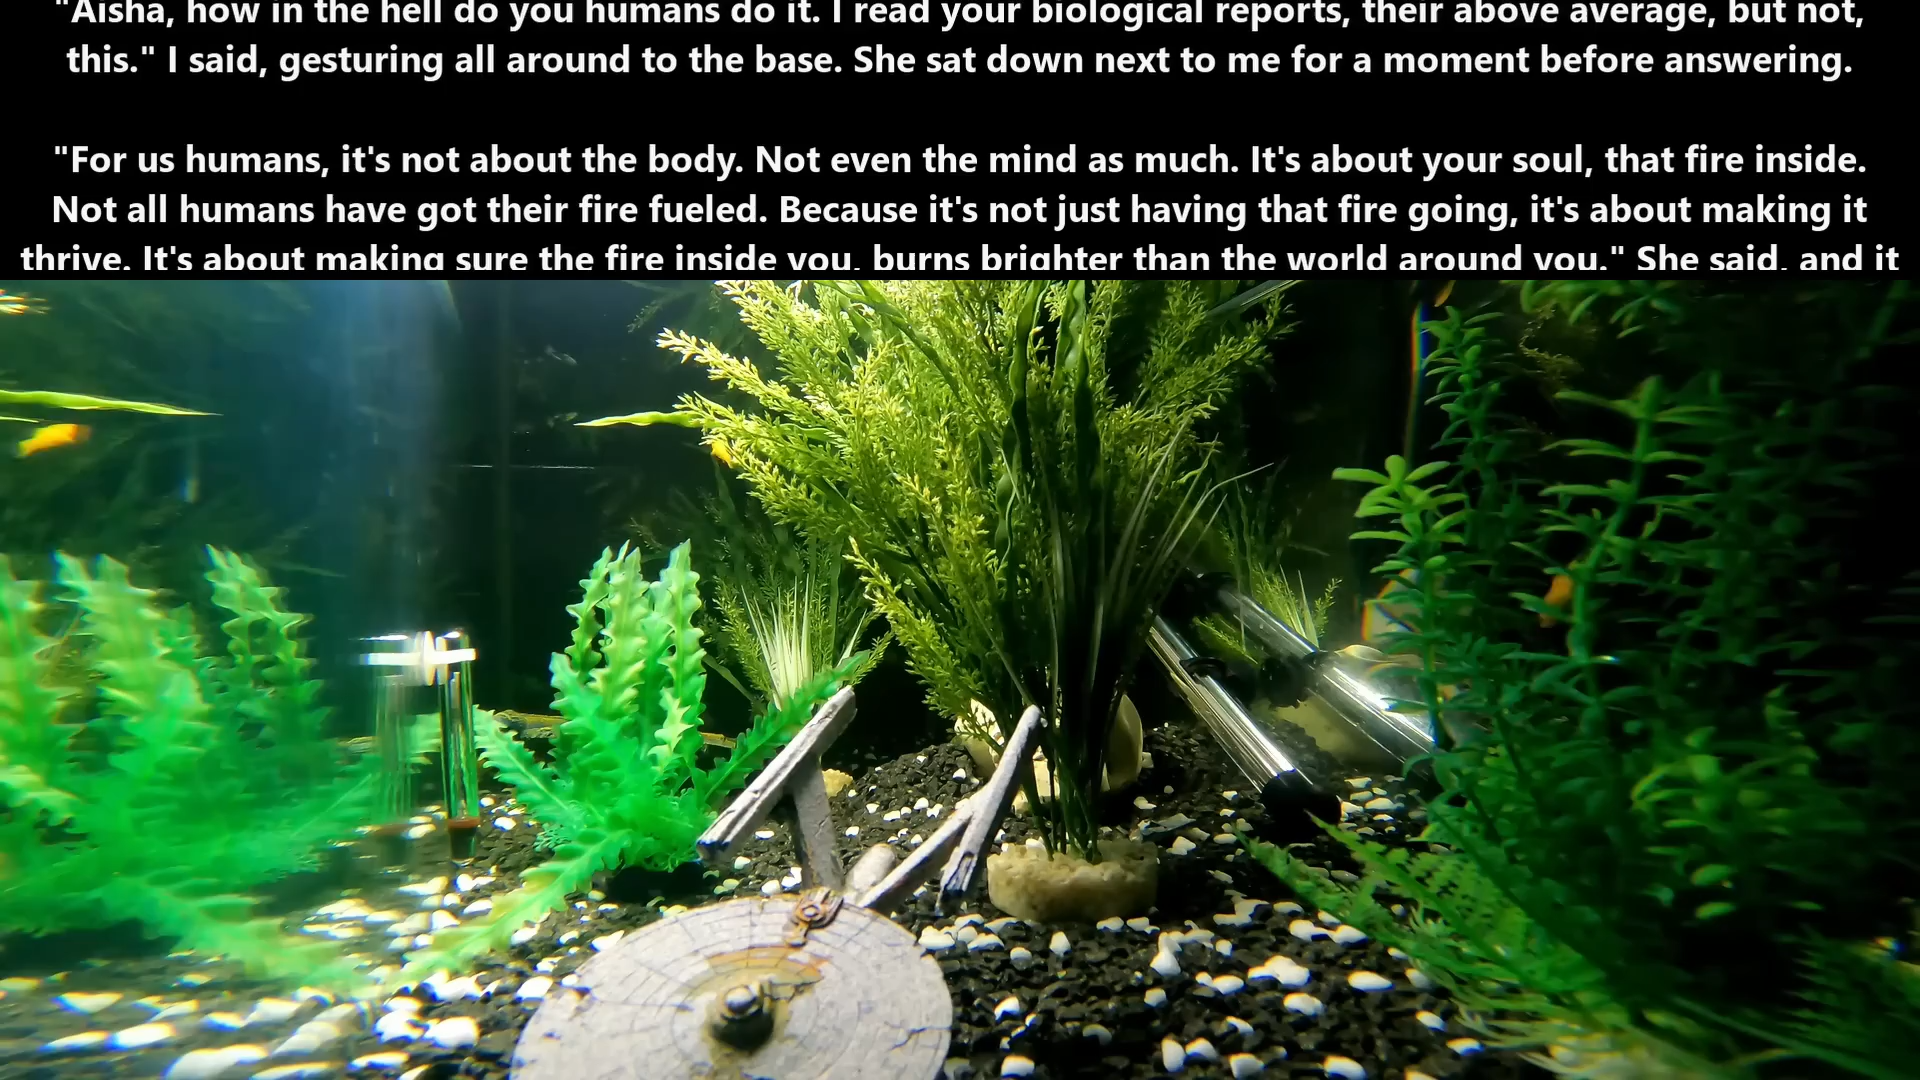 "Aisha, how in the hell do you humans do it. I read your biological reports, their above average, but not,
this." I said, gesturing all around to the base. She sat down next to me for a moment before answering.
"For us humans, it's not about the body. Not even the mind as much. It's about your soul, that fire inside.
Not all humans have got their fire fueled. Because it's not just having that fire going, it's about making it
thrive. It's about making sure the fire inside you, burns brighter than the world around you." She said, and it